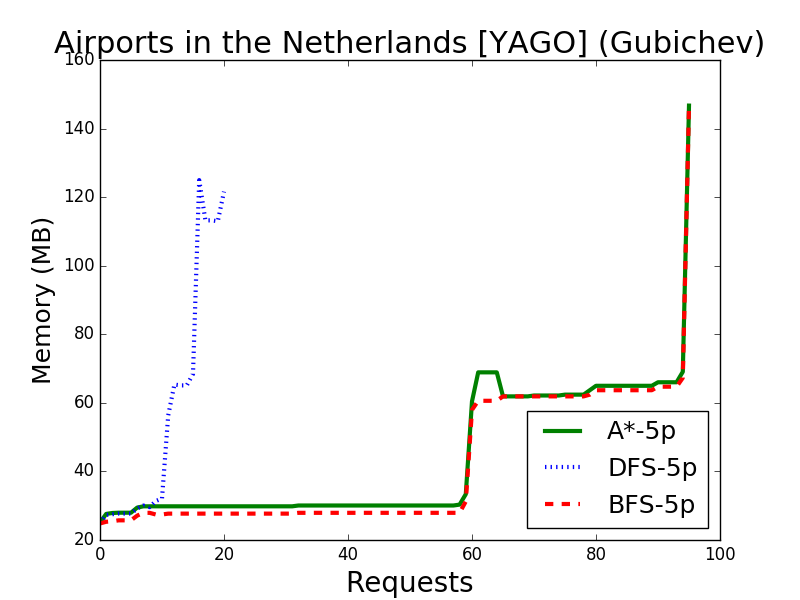 Airports in the Netherlands [YAGO] (Gubichev)
160
140
120
100
80
60
40
20
Memory (MB)
0 20 40 60 80 100
Requests
A*-5p
DFS-5p
BFS-5p